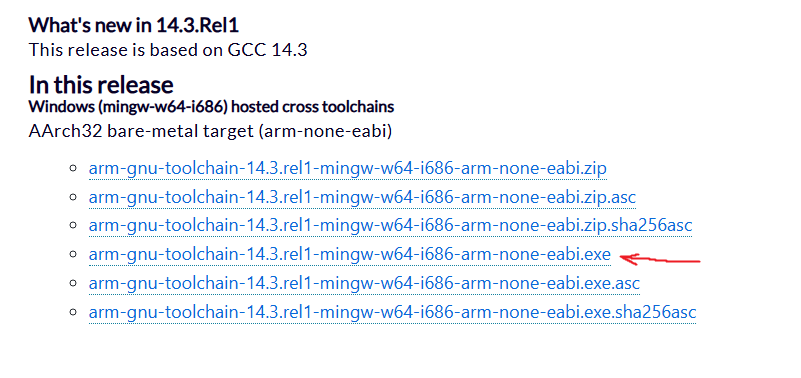 What's new in 14.3.Rel1
This release is based on GCC 14.3
In this release
Windows (mingw-w64-i686) hosted cross toolchains
AArch32 bare-metal target (arm-none-eabi)
arm-gnu-toolchain-14.3.rel1-mingw-w64-i686-arm-none-eabi.zip
arm-gnu-toolchain-14.3.rel1-mingw-w64-i686-arm-none-eabi.zip.asc
arm-gnu-toolchain-14.3.rel1-mingw-w64-i686-arm-none-eabi.zip.sha256asc
arm-gnu-toolchain-14.3.rel1-mingw-w64-i686-arm-none-eabi.exe
arm-gnu-toolchain-14.3.rel1-mingw-w64-i686-arm-none-eabi.exe.asc
arm-gnu-toolchain-14.3.rel1-mingw-w64-i686-arm-none-eabi.exe.sha256asc